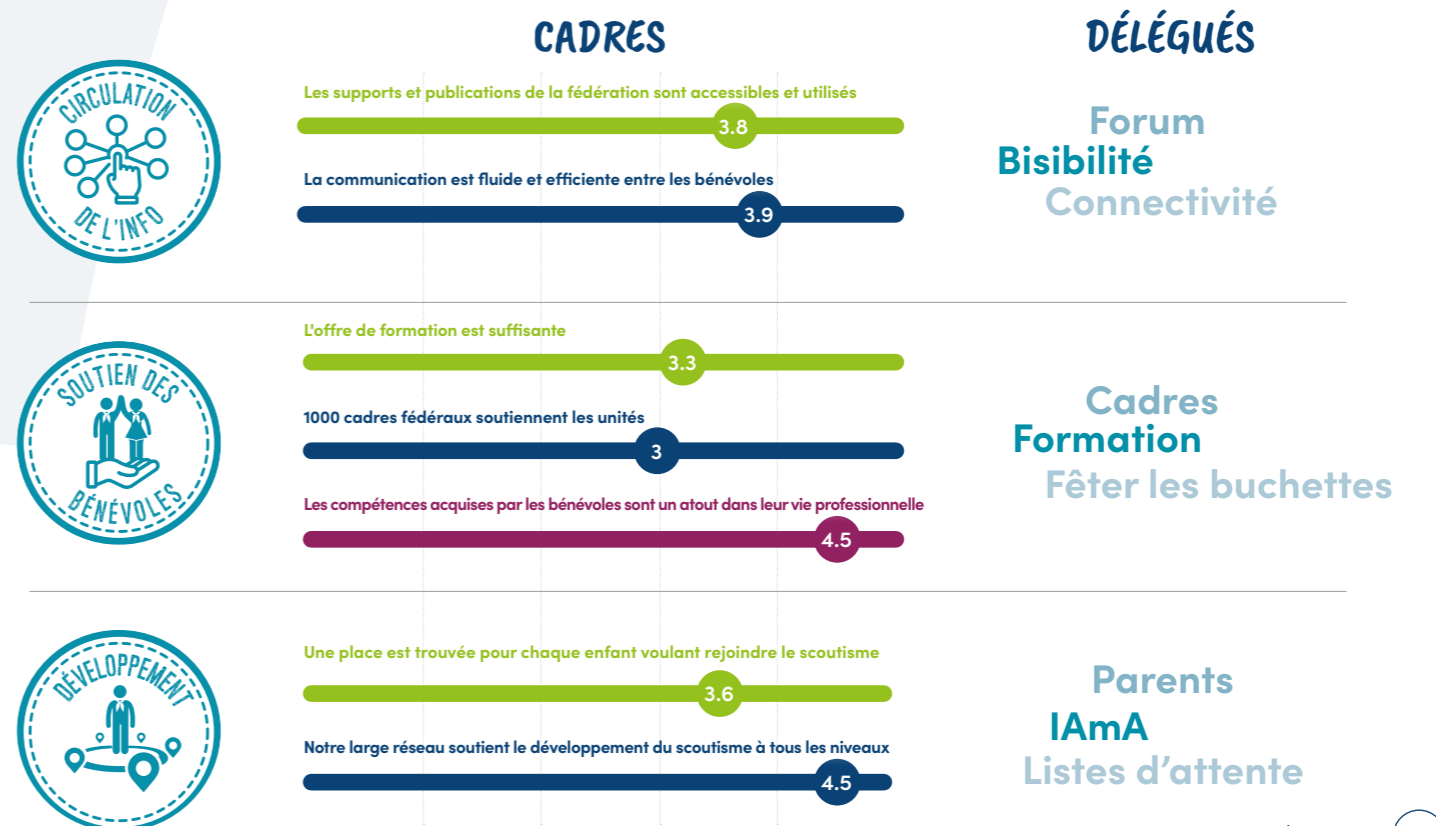 CADRES
DÉLÉGUÉS
CIRCULATION
DE L'INFO
Les supports et publications de la fédération sont accessibles et utilisés
3.8
La communication est fluide et efficiente entre les bénévoles
3.9
Forum
Bisibilité
Connectivité
SOUTIEN DES
BÉNÉVOLES
L'offre de formation est suffisante
3.3
1000 cadres fédéraux soutiennent les unités
3
Les compétences acquises par les bénévoles sont un atout dans leur vie professionnelle
4.5
Cadres
Formation
Fêter les buchettes
DÉVELOPPEMENT
Une place est trouvée pour chaque enfant voulant rejoindre le scoutisme
3.6
Notre large réseau soutient le développement du scoutisme à tous les niveaux
4.5
Parents
IAmA
Listes d'attente